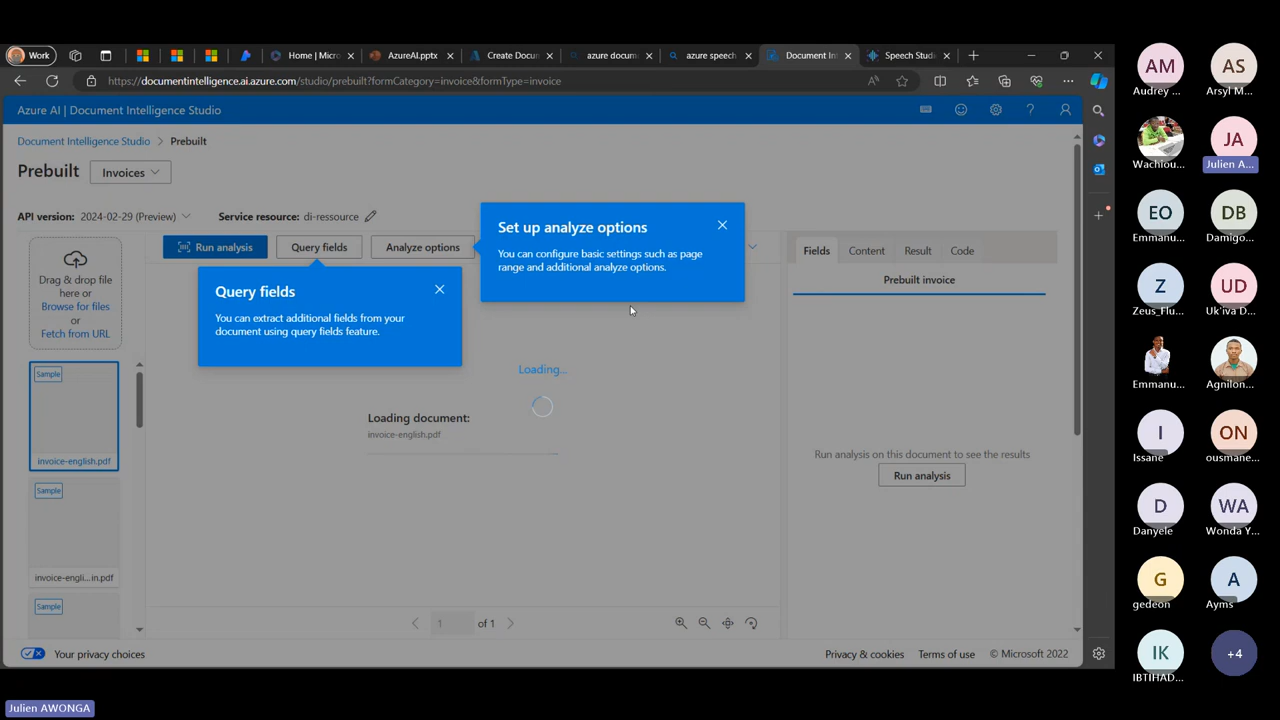 Work
Home | Micr
AzureAI.pptx
Create Docun
azure docum
azure speech
Document In
Speech Studi
https://documentintelligence.ai.azure.com/studio/prebuilt?formCategory=invoice&formType=invoice
Azure AI | Document Intelligence Studio
Document Intelligence Studio > Prebuilt
Prebuilt
Invoices
API version: 2024-02-29 (Preview)
Service resource: di-ressource
Drag & drop file
here or
Browse for files
or
Fetch from URL
Run analysis
Query fields
Analyze options
Query fields
You can extract additional fields from your
document using query fields feature.
Set up analyze options
You can configure basic settings such as page
range and additional analyze options.
Loading...
Loading document:
invoice-english.pdf
Sample
invoice-english.pdf
Sample
invoice-engli...in.pdf
Sample
1 of 1
Fields
Content
Result
Code
Prebuilt invoice
Run analysis on this document to see the results
Run analysis
Your privacy choices
Privacy & cookies
Terms of use
© Microsoft 2022
AM
Audrey ...
AS
Arsyl M...
Wachiou...
JA
Julien A...
EO
Emmanu...
DB
Damigo...
Z
Zeus_Flu...
UD
Uk'iva D...
Emmanu...
Agnilon...
I
Issane
ON
ousmane...
D
Danyele
WA
Wonda Y...
G
gedeon
A
Ayms
IK
IBTIHAD...
+4
Julien AWONGA